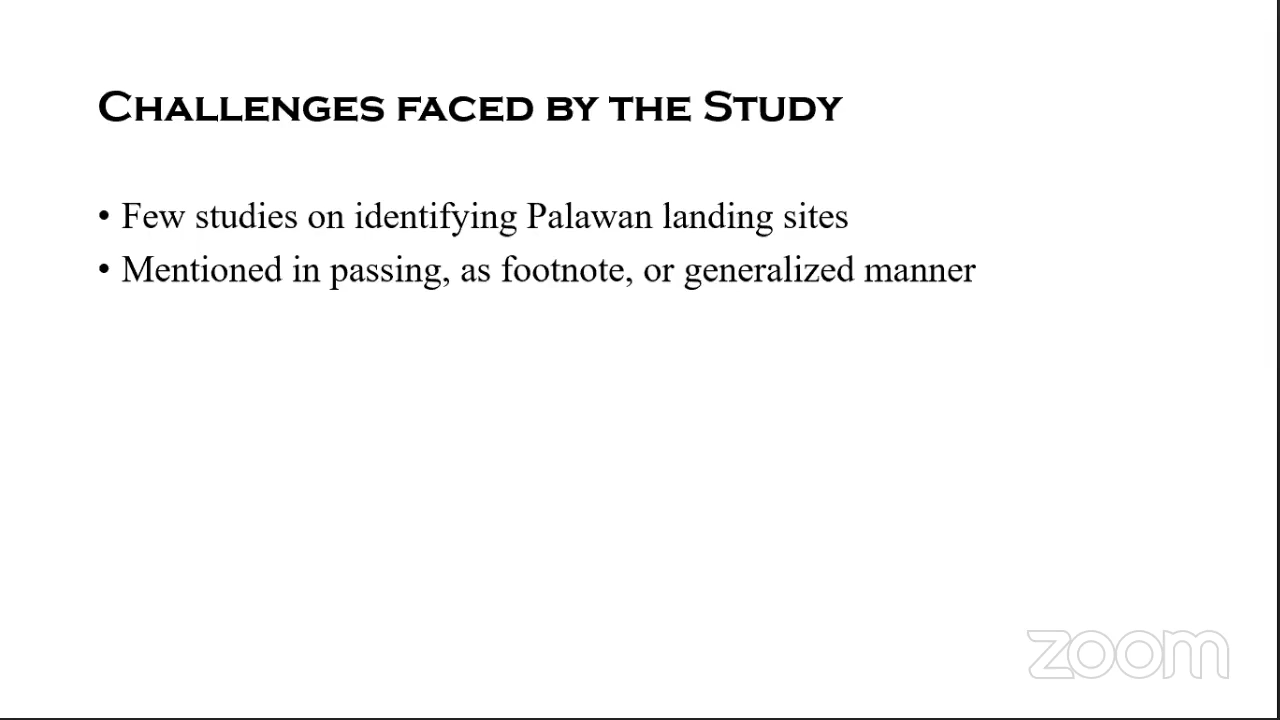 Challenges faced by the Study
• Few studies on identifying Palawan landing sites
• Mentioned in passing, as footnote, or generalized manner
zoom